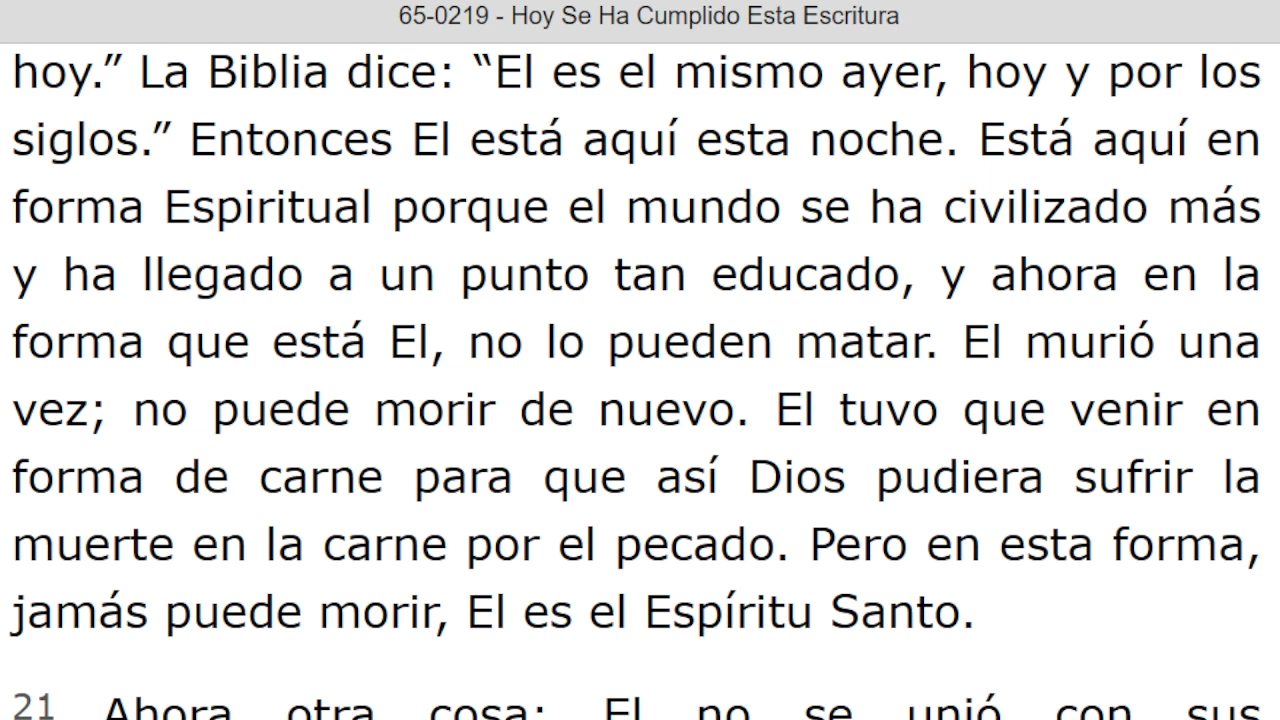 65-0219 - Hoy Se Ha Cumplido Esta Escritura
hoy.” La Biblia dice: “El es el mismo ayer, hoy y por los
siglos.” Entonces El está aquí esta noche. Está aquí en
forma Espiritual porque el mundo se ha civilizado más
y ha llegado a un punto tan educado, y ahora en la
forma que está El, no lo pueden matar. El murió una
vez; no puede morir de nuevo. El tuvo que venir en
forma de carne para que así Dios pudiera sufrir la
muerte en la carne por el pecado. Pero en esta forma,
jamás puede morir, El es el Espíritu Santo.
21 Ahora otra cosa: El no se unió con sus